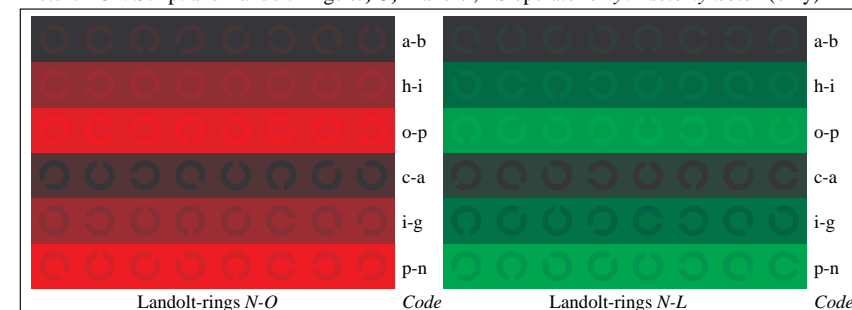 a-b a-b
h-i h-i
o-p o-p
c-a c-a
i-g i-g
p-n p-n
Landolt-rings N-O Code Landolt-rings N-L Code